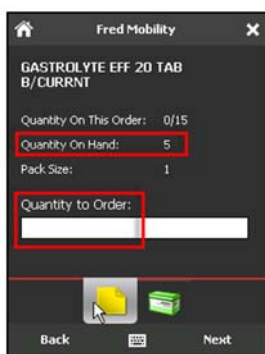 Fred Mobility
GASTROLYTE EFF 20 TAB
B/CURRNT
Quantity On This Order: 0/15
Quantity On Hand: 5
Pack Size: 1
Quantity to Order:
Back Next